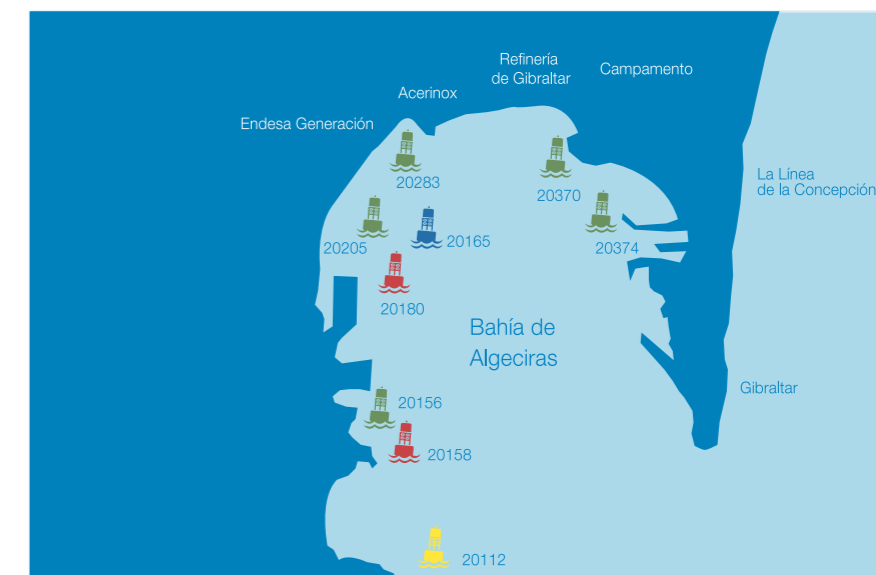 Refinería
de Gibraltar
Campamento
Acerinox
Endesa Generación
La Línea
de la Concepción
20283
20370
20205
20165
20374
20180
Bahía de
Algeciras
Gibraltar
20156
20158
20112